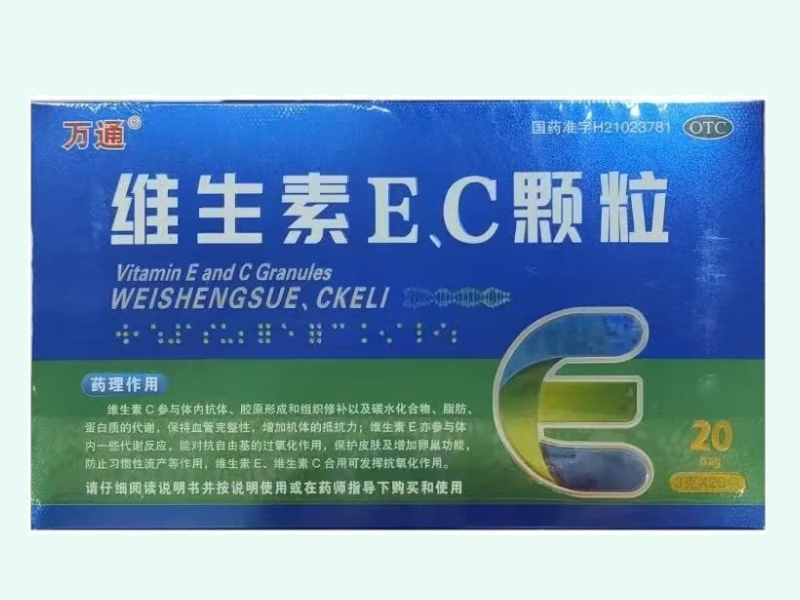 万通®
国药准字H21023781 OTC
维生素E、C颗粒
Vitamin E and C Granules
WEISHENGSUE、CKELI
药理作用
维生素C参与体内抗体、胶原形成和组织修补以及碳水化合物、脂肪、
蛋白质的代谢，保持血管完整性，增加机体的抵抗力；维生素E亦参与体
内一些代谢反应，能对抗自由基的过氧化作用，保护皮肤及增加卵巢功能，
防止习惯性流产等作用，维生素E、维生素C合用可发挥抗氧化作用。
请仔细阅读说明书并按说明使用或在药师指导下购买和使用
E
20
bag
3克X20包